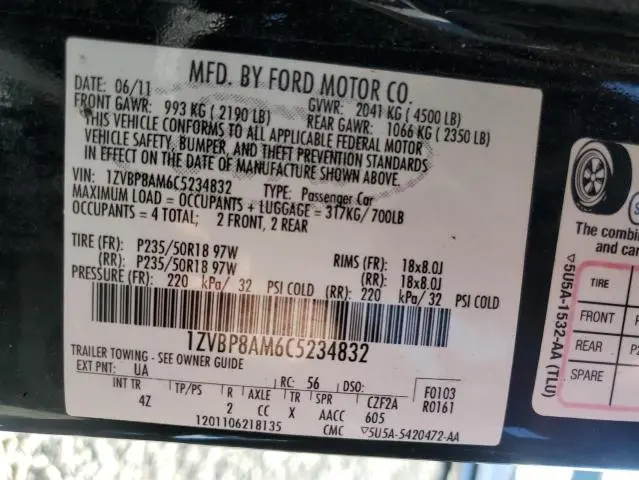 MFD. BY FORD MOTOR CO.
DATE: 06/11
GVWR: 2041 KG ( 4500 LB)
FRONT GAWR: 993 KG ( 2190 LB)
REAR GAWR: 1066 KG ( 2350 LB)
THIS VEHICLE CONFORMS TO ALL APPLICABLE FEDERAL MOTOR
VEHICLE SAFETY, BUMPER, AND THEFT PREVENTION STANDARDS
IN EFFECT ON THE DATE OF MANUFACTURE SHOWN ABOVE.
VIN: 1ZVBP8AM6C5234832 TYPE: Passenger Car
MAXIMUM LOAD = OCCUPANTS + LUGGAGE = 317KG/700LB
OCCUPANTS = 4 TOTAL; 2 FRONT, 2 REAR
TIRE (FR): P235/50R18 97W RIMS (FR): 18x8.0J
(RR): P235/50R18 97W (RR): 18x8.0J
PRESSURE (FR): 220 kPa/ 32 PSI COLD (RR): 220 kPa/ 32 PSI COLD
1ZVBP8AM6C5234832
TRAILER TOWING - SEE OWNER GUIDE
EXT PNT: UA RC: 56 DSO: F0103
INT TR TP/PS R AXLE TR SPR CZF2A R0161
4Z 2 CC X AACC 605
1201106218135 CMC ▽5U5A-5420472-AA
The combin
and car
TIRE
FRONT
REAR
SPARE
▽5U5A-1532-AA (TLU)